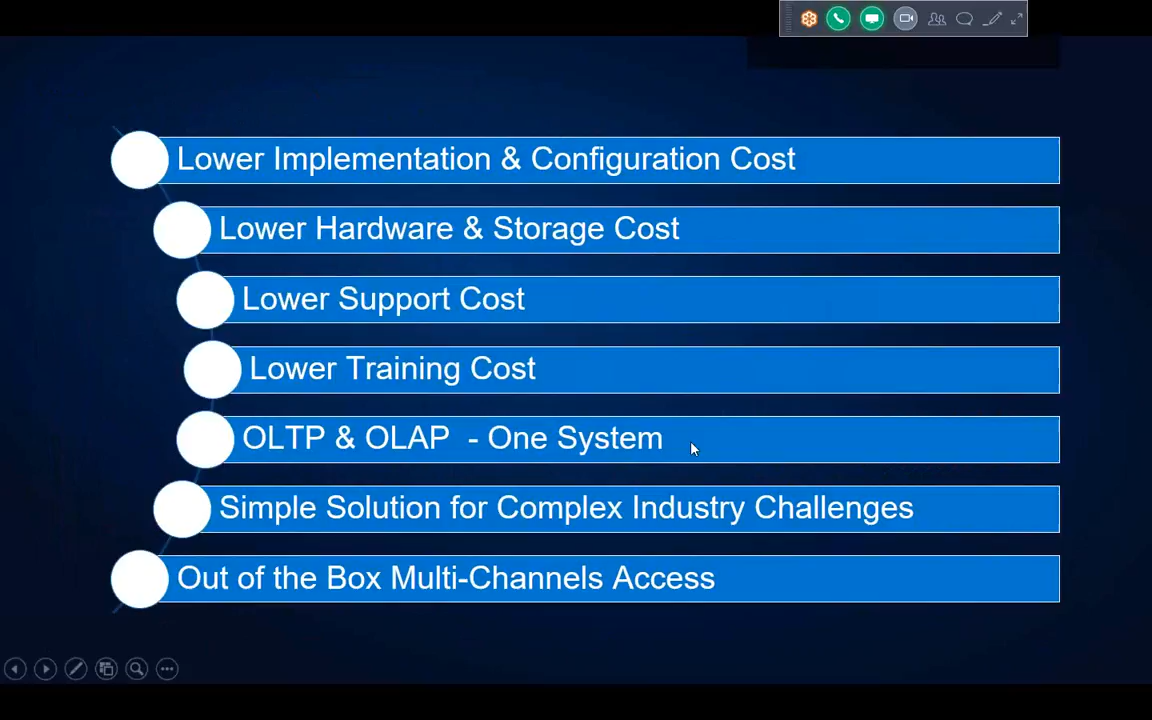 Lower Implementation & Configuration Cost
Lower Hardware & Storage Cost
Lower Support Cost
Lower Training Cost
OLTP & OLAP - One System
Simple Solution for Complex Industry Challenges
Out of the Box Multi-Channels Access